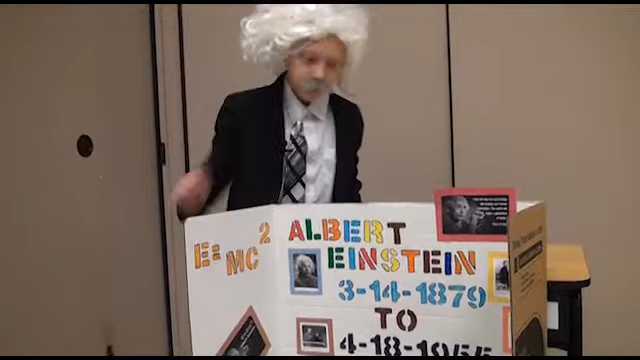 E=MC²
ALBERT
EINSTEIN
3-14-1879
TO
4-18-1955